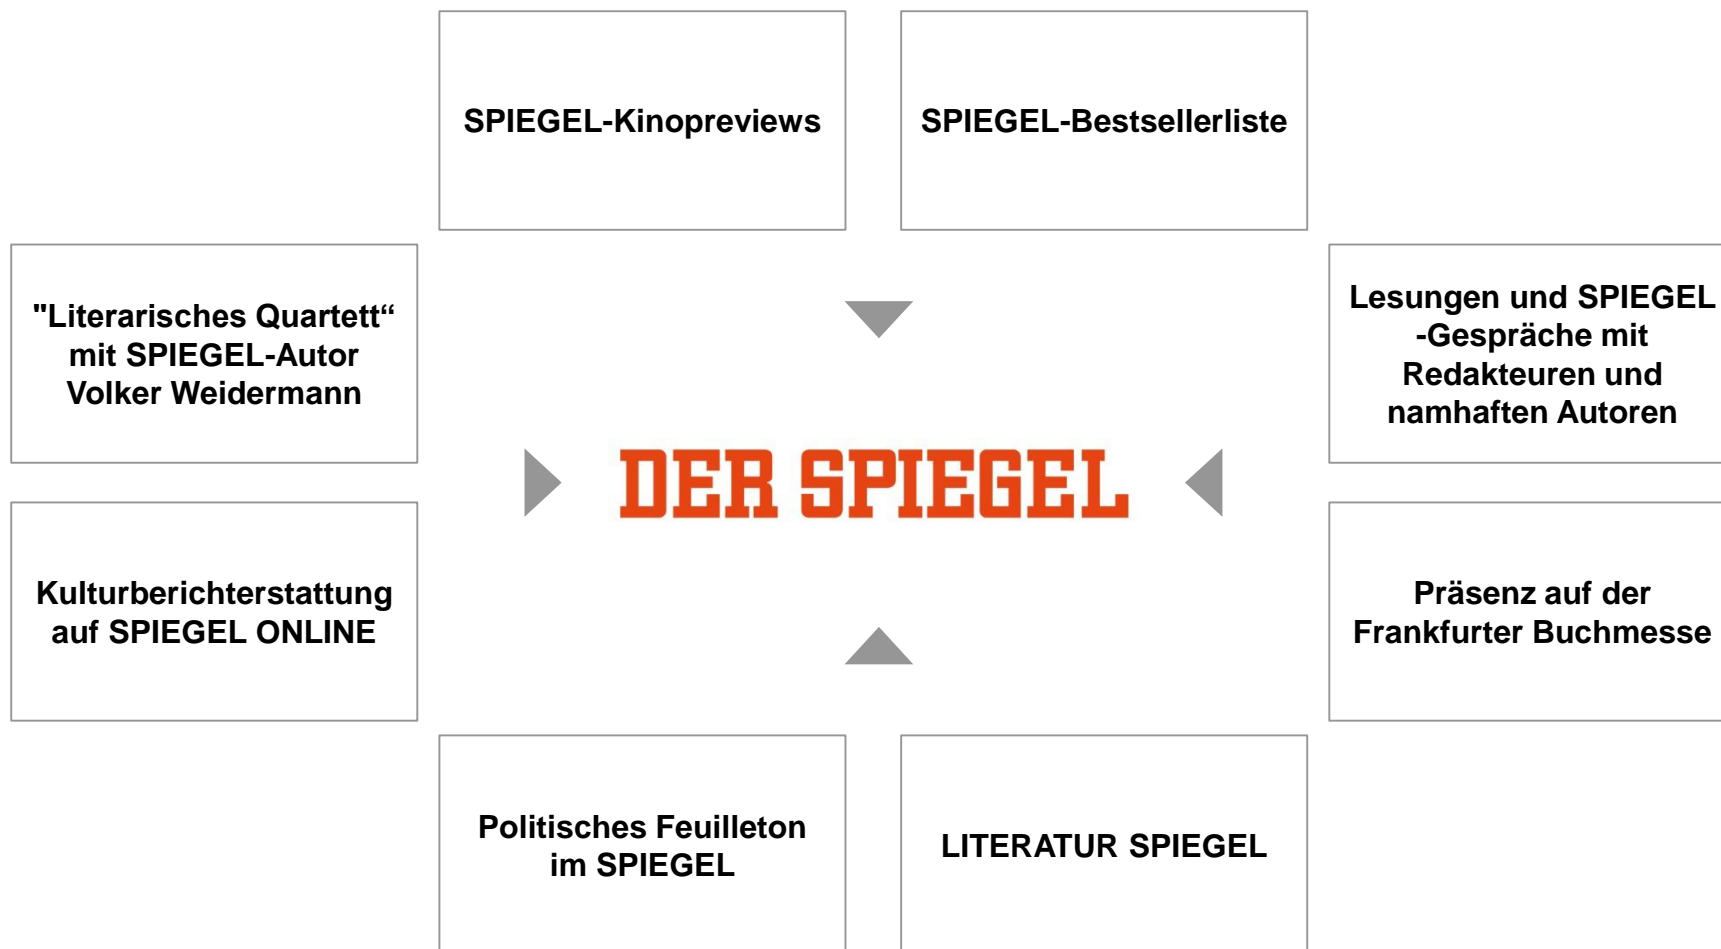 SPIEGEL-Kinopreviews
SPIEGEL-Bestsellerliste
"Literarisches Quartett“
mit SPIEGEL-Autor
Volker Weidermann
Lesungen und SPIEGEL
-Gespräche mit
Redakteuren und
namhaften Autoren
DER SPIEGEL
Kulturberichterstattung
auf SPIEGEL ONLINE
Präsenz auf der
Frankfurter Buchmesse
Politisches Feuilleton
im SPIEGEL
LITERATUR SPIEGEL